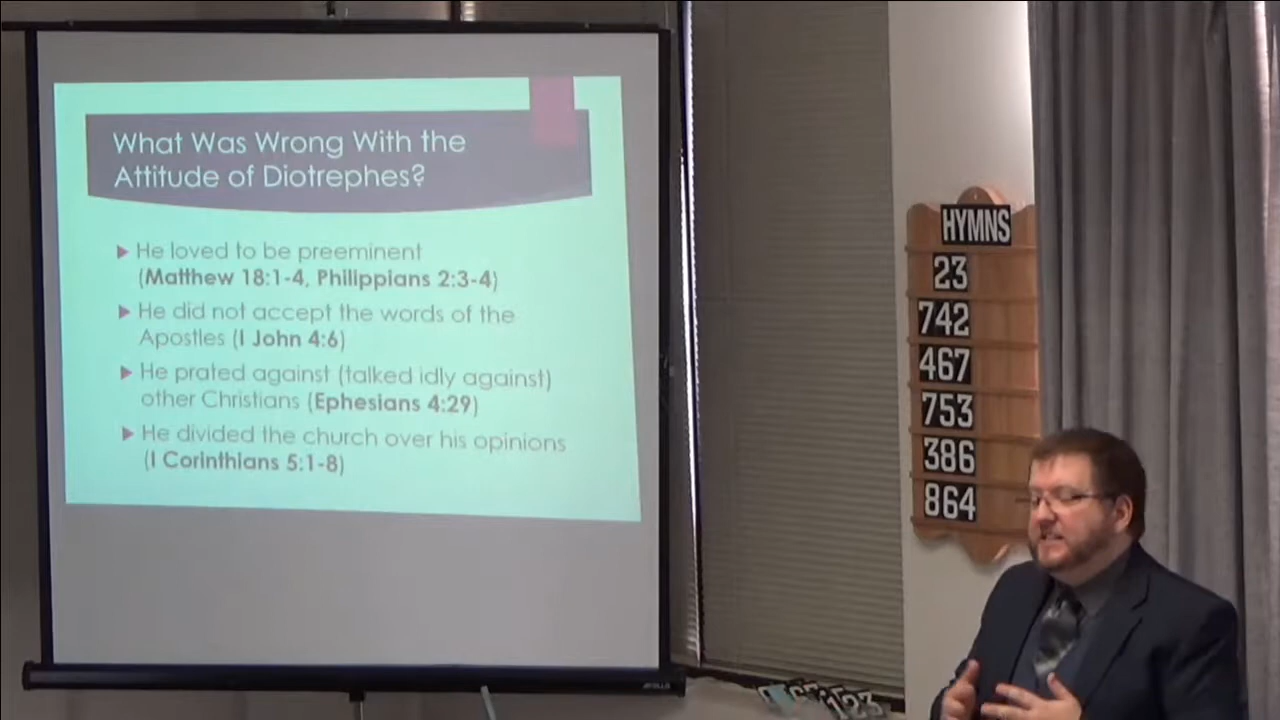 What Was Wrong With the
Attitude of Diotrephes?
▶ He loved to be preeminent
(Matthew 18:1-4, Philippians 2:3-4)
▶ He did not accept the words of the
Apostles (I John 4:6)
▶ He prated against (talked idly against)
other Christians (Ephesians 4:29)
▶ He divided the church over his opinions
(I Corinthians 5:1-8)
HYMNS
23
742
467
753
386
864
APOLLO